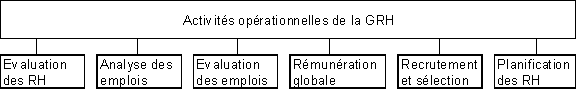 Activités opérationnelles de la GRH
Evaluation
des RH
Analyse des
emplois
Evaluation
des emplois
Rémunération
globale
Recrutement
et sélection
Planification
des RH